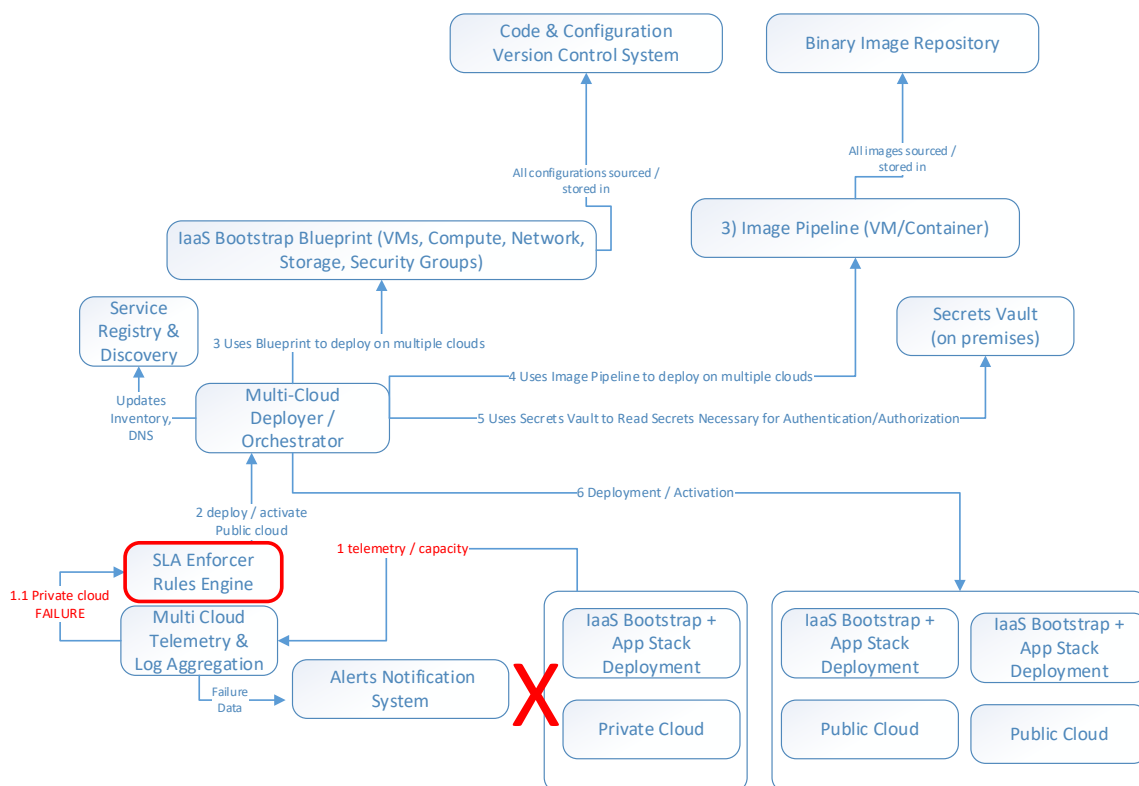 Code & Configuration
Version Control System
Binary Image Repository
All configurations sourced /
stored in
All images sourced /
stored in
IaaS Bootstrap Blueprint (VMs, Compute, Network,
Storage, Security Groups)
3) Image Pipeline (VM/Container)
Service
Registry &
Discovery
Secrets Vault
(on premises)
3 Uses Blueprint to deploy on multiple clouds
4 Uses Image Pipeline to deploy on multiple clouds
Updates
Inventory,
DNS
Multi-Cloud
Deployer /
Orchestrator
5 Uses Secrets Vault to Read Secrets Necessary for Authentication/Authorization
6 Deployment / Activation
2 deploy / activate
Public cloud
1 telemetry / capacity
SLA Enforcer
Rules Engine
1.1 Private cloud
FAILURE
Multi Cloud
Telemetry &
Log Aggregation
Failure
Data
Alerts Notification
System
X
IaaS Bootstrap +
App Stack
Deployment
Private Cloud
IaaS Bootstrap +
App Stack
Deployment
Public Cloud
IaaS Bootstrap +
App Stack
Deployment
Public Cloud